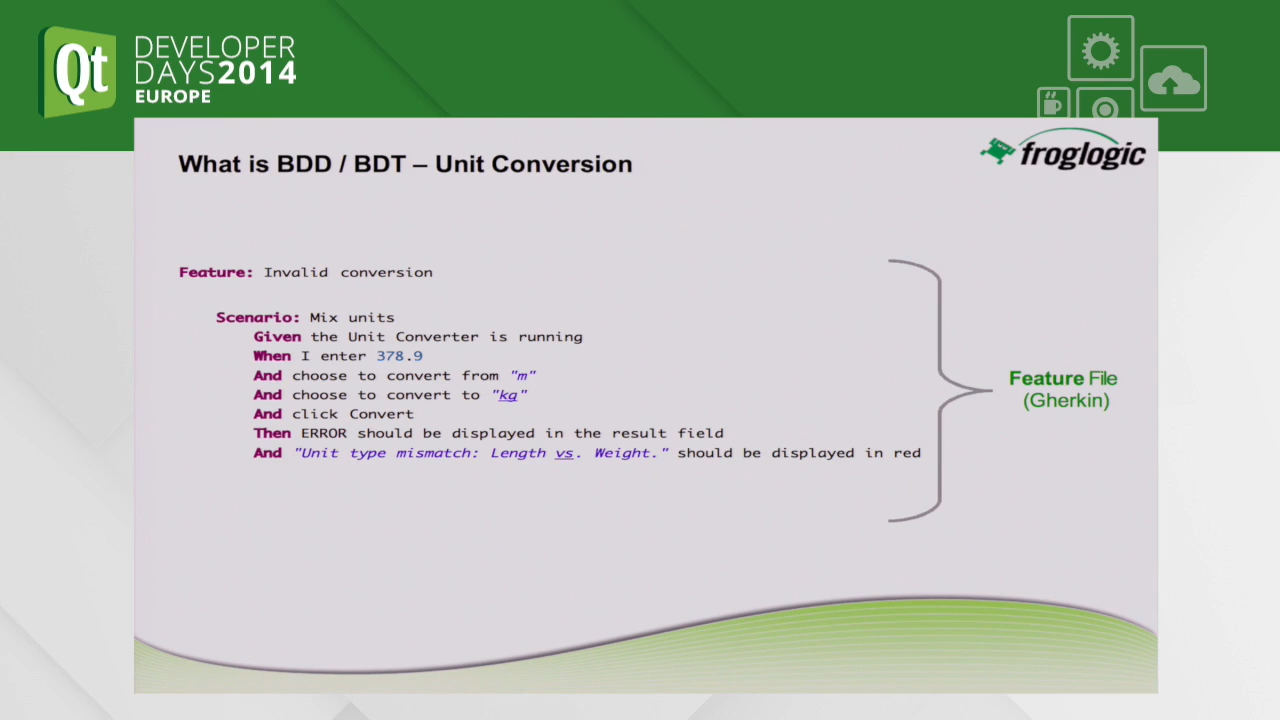 Qt
DEVELOPER
DAYS2014
EUROPE
What is BDD / BDT – Unit Conversion
froglogic
Feature: Invalid conversion
Scenario: Mix units
Given the Unit Converter is running
When I enter 378.9
And choose to convert from "m"
And choose to convert to "kg"
And click Convert
Then ERROR should be displayed in the result field
And "Unit type mismatch: Length vs. Weight." should be displayed in red
Feature File
(Gherkin)